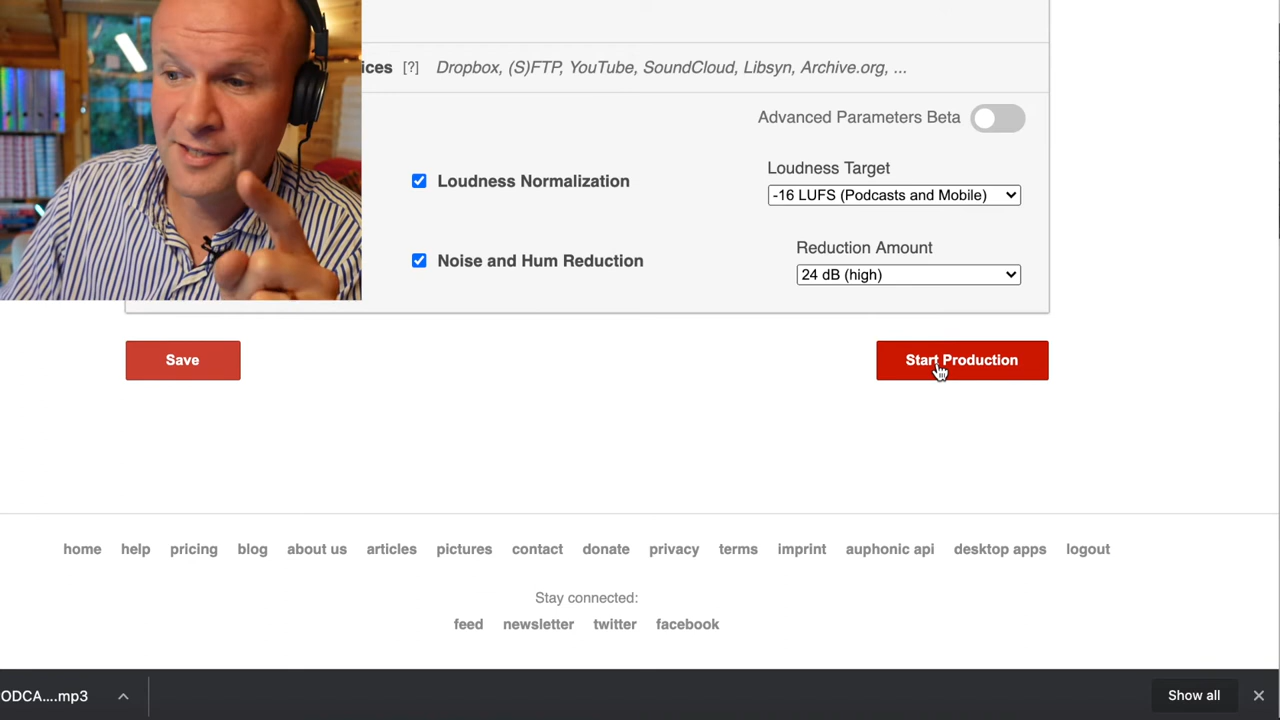 ices [?] Dropbox, (S)FTP, YouTube, SoundCloud, Libsyn, Archive.org, ...
Advanced Parameters Beta
Loudness Target
Loudness Normalization
-16 LUFS (Podcasts and Mobile)
Reduction Amount
Noise and Hum Reduction
24 dB (high)
Save
Start Production
home help pricing blog about us articles pictures contact donate privacy terms imprint auphonic api desktop apps logout
Stay connected:
feed newsletter twitter facebook
ODCA....mp3
Show all